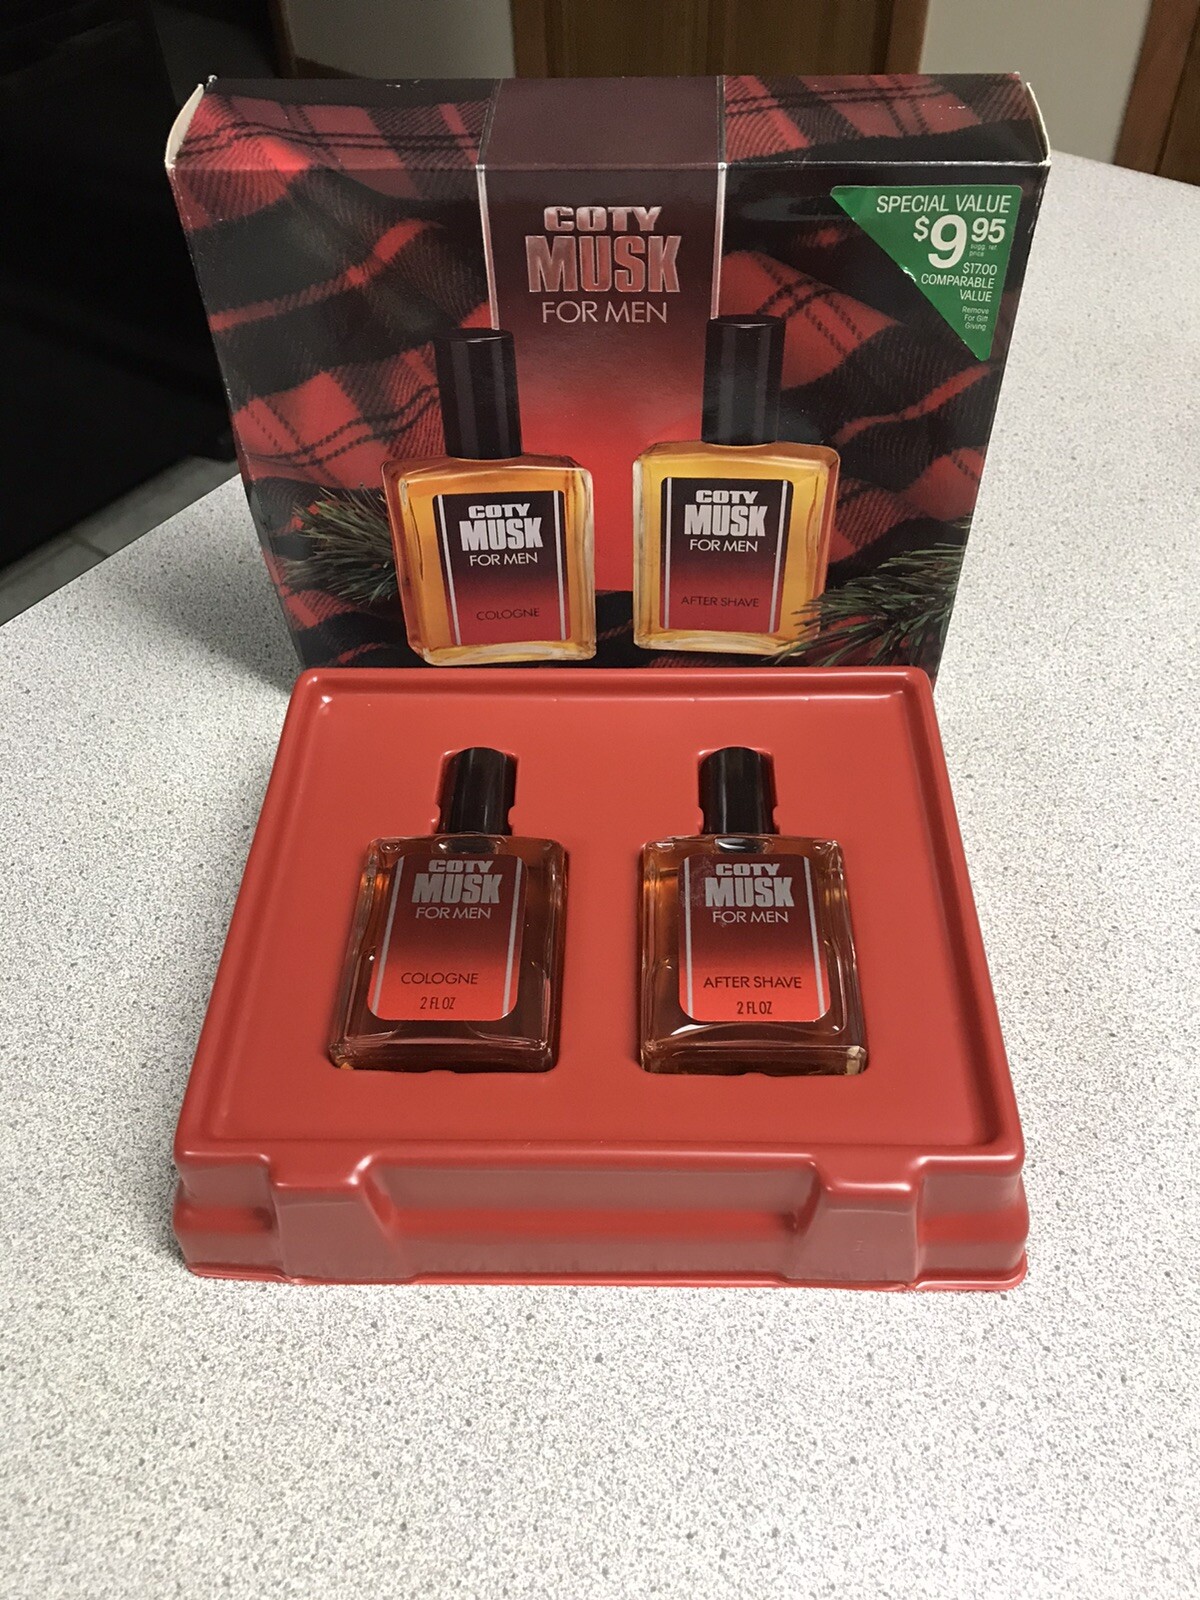 COTY
MUSK
FOR MEN
SPECIAL VALUE
$9.95
sugg. ret
price
$17.00
COMPARABLE
VALUE
Remove
For Gift
Giving
COTY
MUSK
FOR MEN
COLOGNE
COTY
MUSK
FOR MEN
AFTER SHAVE
COTY
MUSK
FOR MEN
COLOGNE
2 FL OZ
COTY
MUSK
FOR MEN
AFTER SHAVE
2 FL OZ